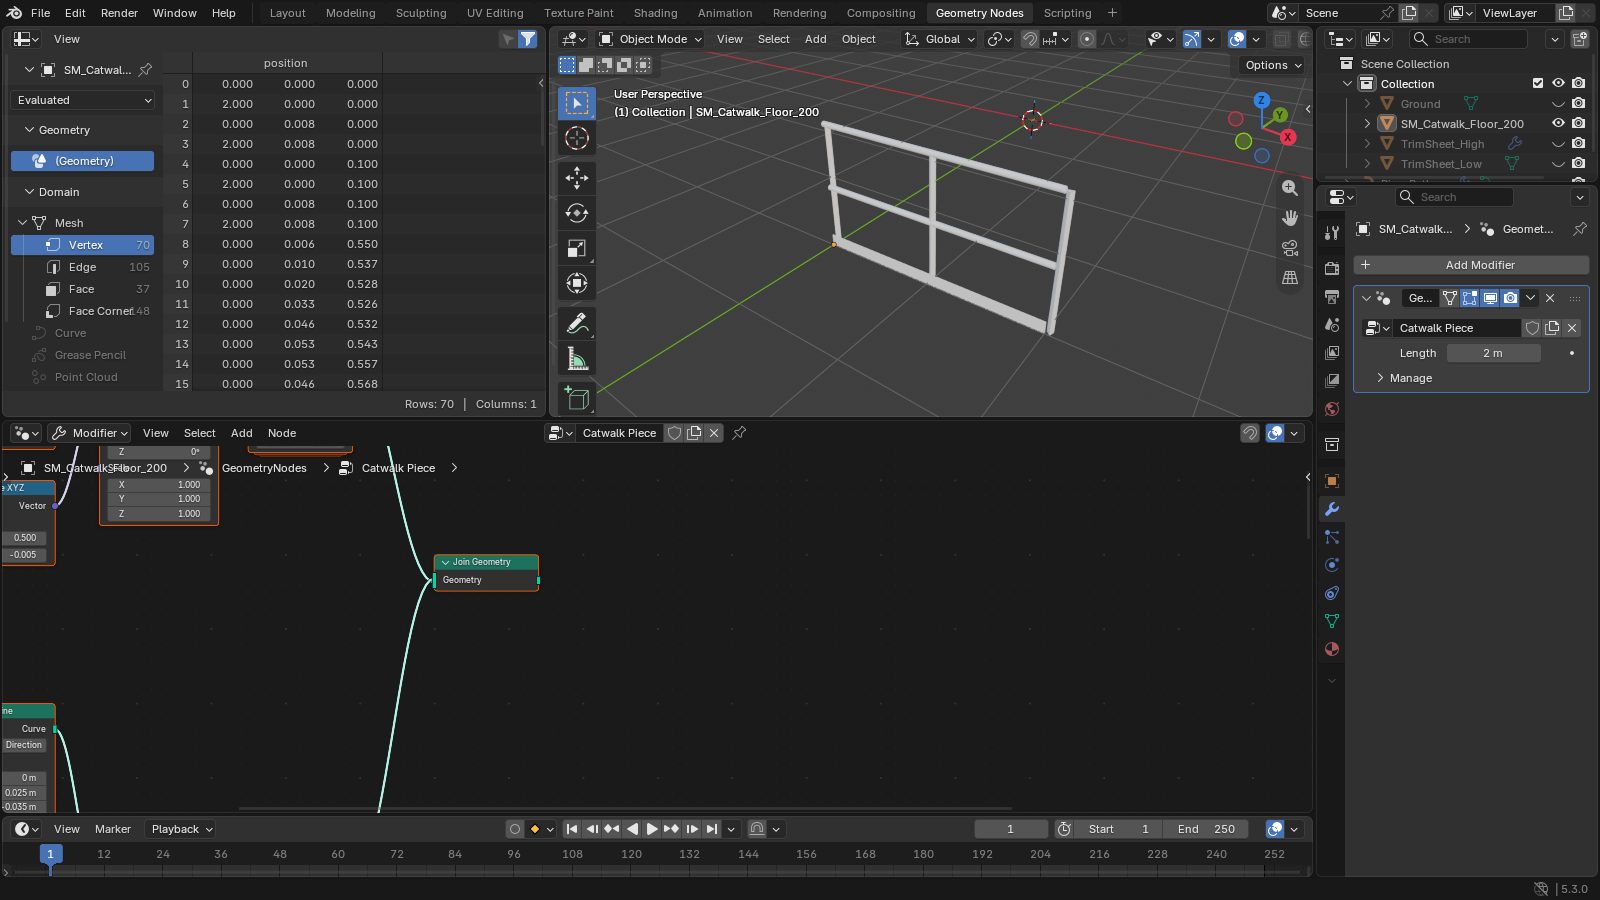 File Edit Render Window Help Layout Modeling Sculpting UV Editing Texture Paint Shading Animation Rendering Compositing Geometry Nodes Scripting Scene ViewLayer
View
SM_Catwal...
Evaluated
Geometry
(Geometry)
Domain
Mesh
Vertex 70
Edge 105
Face 37
Face Corner
Curve
Grease Pencil
Point Cloud
position
0 0.000 0.000 0.000
1 2.000 0.000 0.000
2 0.000 0.008 0.000
3 2.000 0.008 0.000
4 0.000 0.000 0.100
5 2.000 0.000 0.100
6 0.000 0.008 0.100
7 2.000 0.008 0.100
8 0.000 0.006 0.550
9 0.000 0.010 0.537
10 0.000 0.020 0.528
11 0.000 0.033 0.526
12 0.000 0.046 0.532
13 0.000 0.053 0.543
14 0.000 0.053 0.557
15 0.000 0.046 0.568
Rows: 70 | Columns: 1
Object Mode View Select Add Object Global
Options
User Perspective
(1) Collection | SM_Catwalk_Floor_200
Z
Y
X
Search
Scene Collection
Collection
Ground
SM_Catwalk_Floor_200
TrimSheet_High
TrimSheet_Low
Search
SM_Catwalk... Geomet...
Add Modifier
Ge...
Catwalk Piece
Length 2 m
Manage
Modifier View Select Add Node Catwalk Piece
SM_Catwalk_Floor_200 GeometryNodes Catwalk Piece
Z 0°
X 1.000
Y 1.000
Z 1.000
e XYZ
Vector
0.500
-0.005
Join Geometry
Geometry
ine
Curve
Direction
0 m
0.025 m
-0.035 m
View Marker Playback 1 Start 1 End 250
1 12 24 36 48 60 72 84 96 108 120 132 144 156 168 180 192 204 216 228 240 252
5.3.0